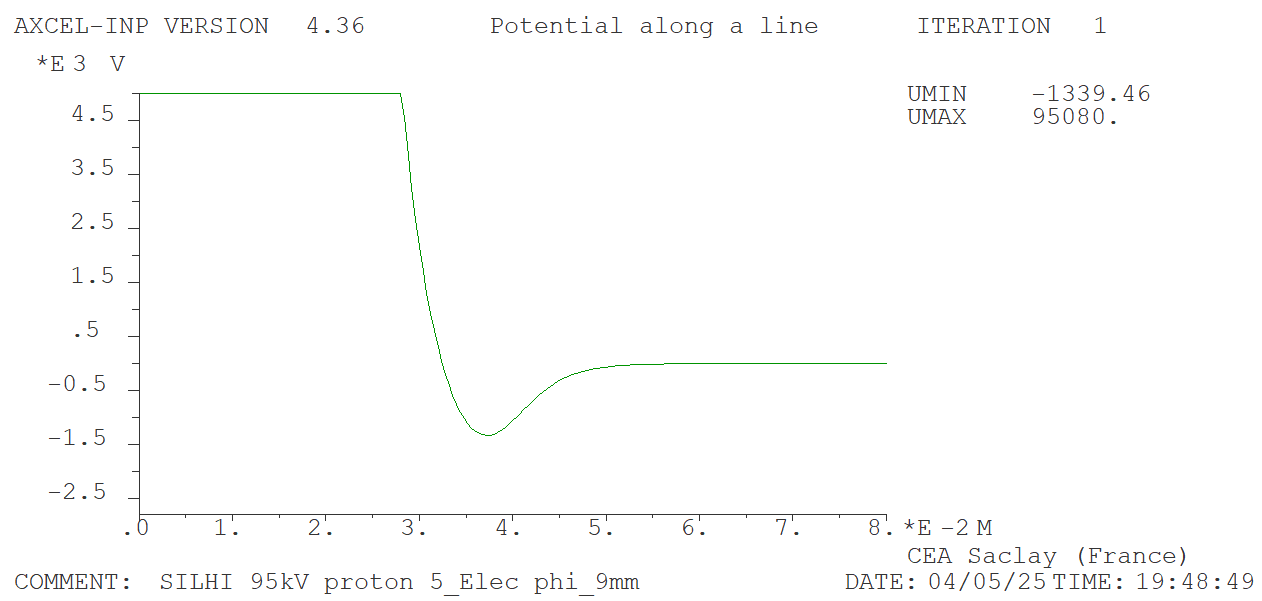 AXCEL-INP VERSION 4.36 Potential along a line ITERATION 1
*E 3 V
UMIN -1339.46
4.5
UMAX 95080.
3.5
2.5
1.5
.5
-0.5
-1.5
-2.5
.0 1. 2. 3. 4. 5. 6. 7. 8. *E -2 M
CEA Saclay (France)
COMMENT: SILHI 95kV proton 5_Elec phi_9mm DATE: 04/05/25 TIME: 19:48:49